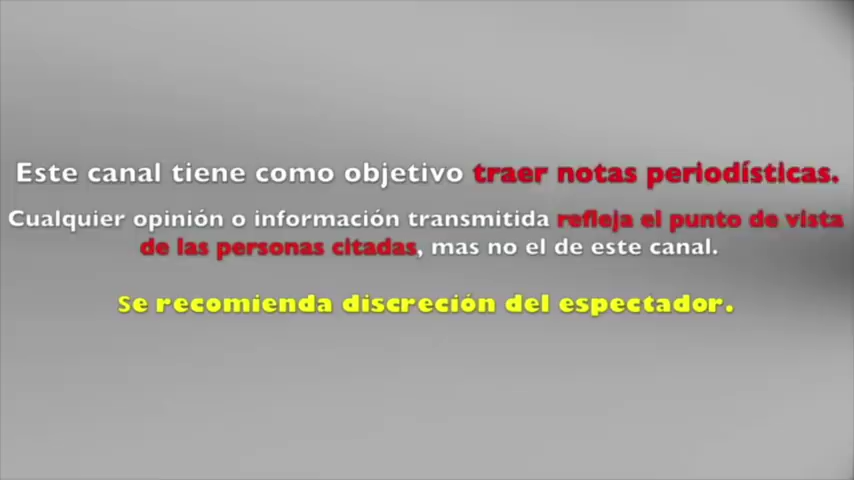 Este canal tiene como objetivo traer notas periodísticas.
Cualquier opinión o información transmitida refleja el punto de vista
de las personas citadas, mas no el de este canal.
Se recomienda discreción del espectador.